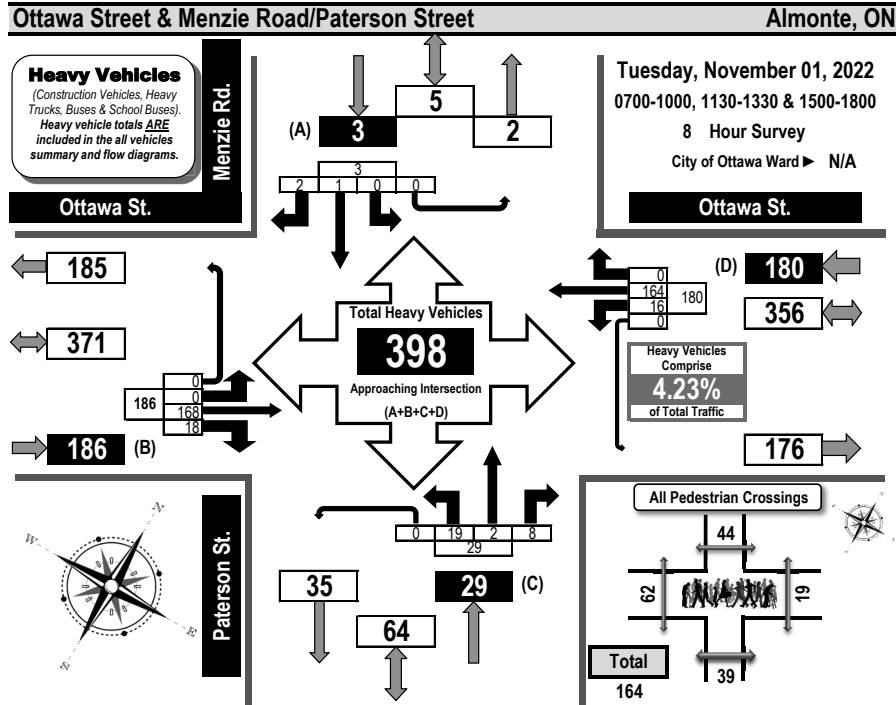 Ottawa Street & Menzie Road/Paterson Street
Almonte, ON
Heavy Vehicles
(Construction Vehicles, Heavy
Trucks, Buses & School Buses).
Heavy vehicle totals ARE
included in the all vehicles
summary and flow diagrams.
Menzie Rd.
Ottawa St.
5
(A)
3
2
3
2
1
0
0
Tuesday, November 01, 2022
0700-1000, 1130-1330 & 1500-1800
8 Hour Survey
City of Ottawa Ward ► N/A
Ottawa St.
185
371
0
0
168
18
186
186
(B)
Total Heavy Vehicles
398
Approaching Intersection
(A+B+C+D)
0
164
16
0
180
(D)
180
356
Heavy Vehicles
Comprise
4.23%
of Total Traffic
176
N
W
E
S
Paterson St.
0
19
2
8
29
35
29
(C)
64
All Pedestrian Crossings
44
62
19
39
Total
164